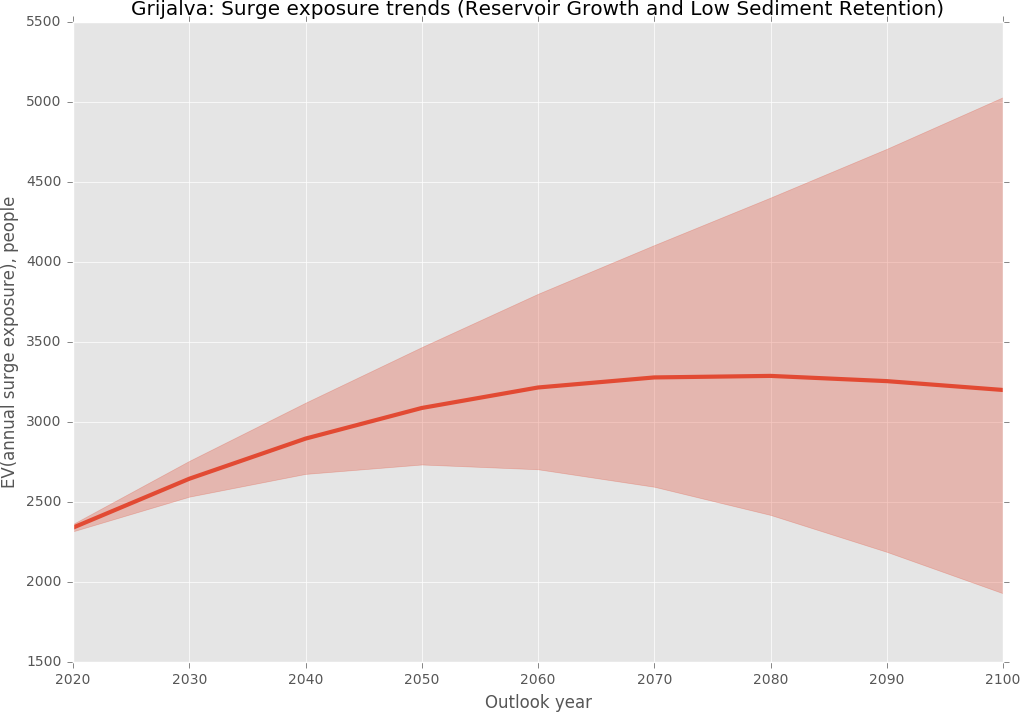 Grijalva: Surge exposure trends (Reservoir Growth and Low Sediment Retention)
5500
5000
4500
4000
3500
3000
2500
2000
1500
EV(annual surge exposure), people
2020 2030 2040 2050 2060 2070 2080 2090 2100
Outlook year